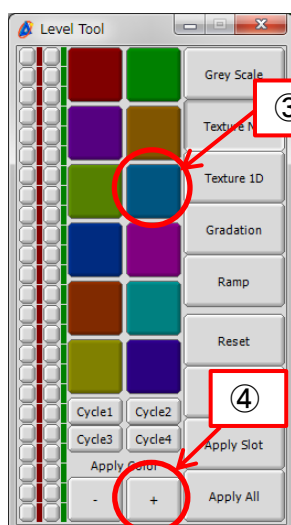 Level Tool
Grey Scale
③
Texture
Texture 1D
Gradation
Ramp
Reset
④
Cycle1 Cycle2
Cycle3 Cycle4
Apply Slot
Apply Color
- +
Apply All